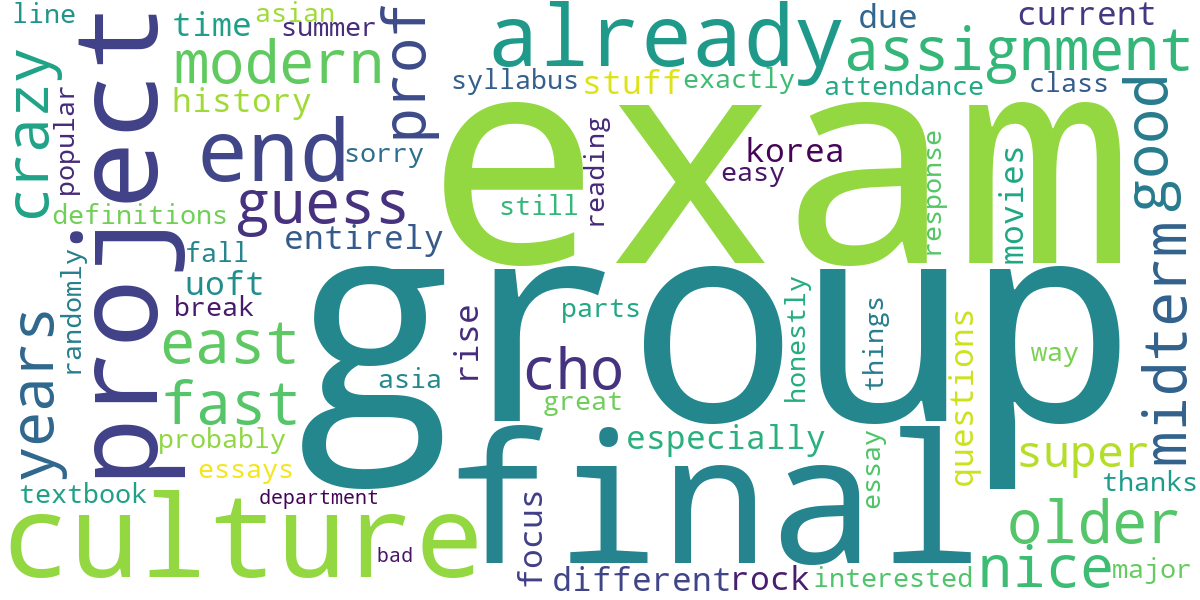 line
asian
time
summer
prof
already
due
current
modern
assignment
crazy
project
syllabus
stuff
exactly
attendance
class
history
popular
good
exam
end
sorry
reading
korea
easy
response
movies
definitions
guess
still
entirely
fall
randomly
uoft
break
group
rise
parts
honestly
things
questions
midterm
years
east
cho
way
asia
fast
great
probably
especially
essays
final
essay
super
textbook
department
thanks
culture
focus
older
bad
different
rock
interested
nice
major